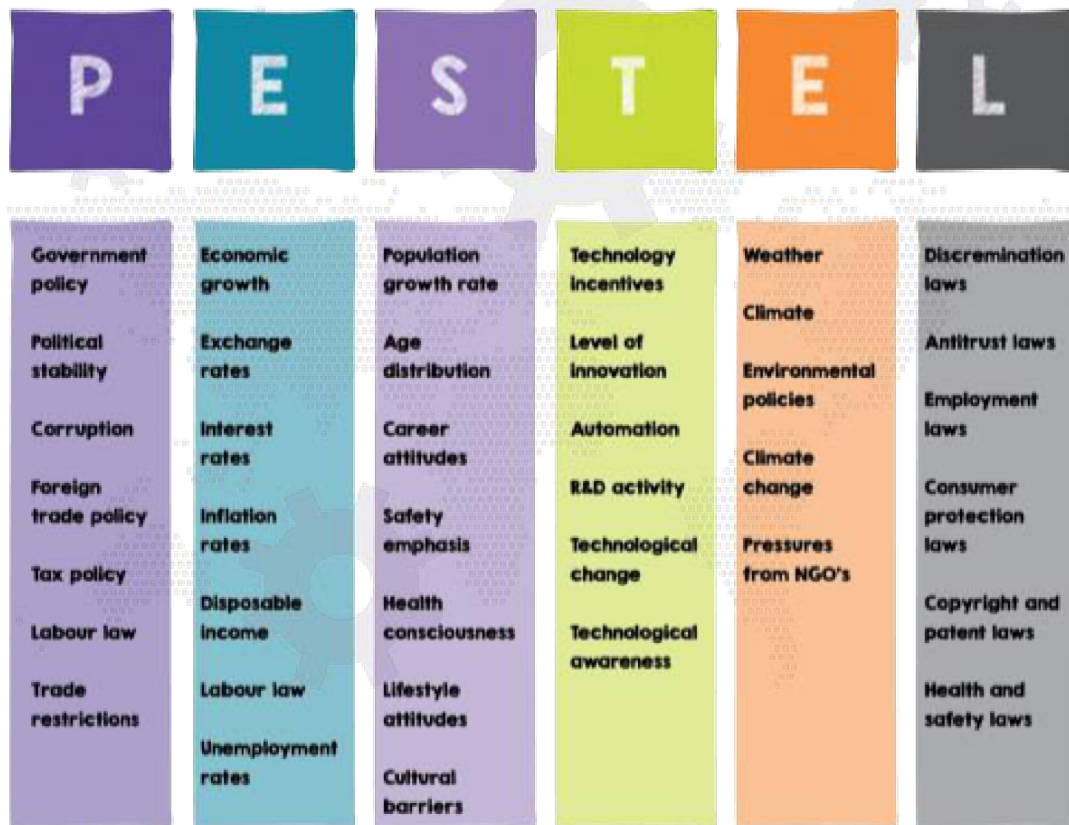 P
E
S
T
E
L
Government
policy
Political
stability
Corruption
Foreign
trade policy
Tax policy
Labour law
Trade
restrictions
Economic
growth
Exchange
rates
Interest
rates
Inflation
rates
Disposable
income
Labour law
Unemployment
rates
Population
growth rate
Age
distribution
Career
attitudes
Safety
emphasis
Health
consciousness
Lifestyle
attitudes
Cultural
barriers
Technology
incentives
Level of
innovation
Automation
R&D activity
Technological
change
Technological
awareness
Weather
Climate
Environmental
policies
Climate
change
Pressures
from NGO's
Discremination
laws
Antitrust laws
Employment
laws
Consumer
protection
laws
Copyright and
patent laws
Health and
safety laws